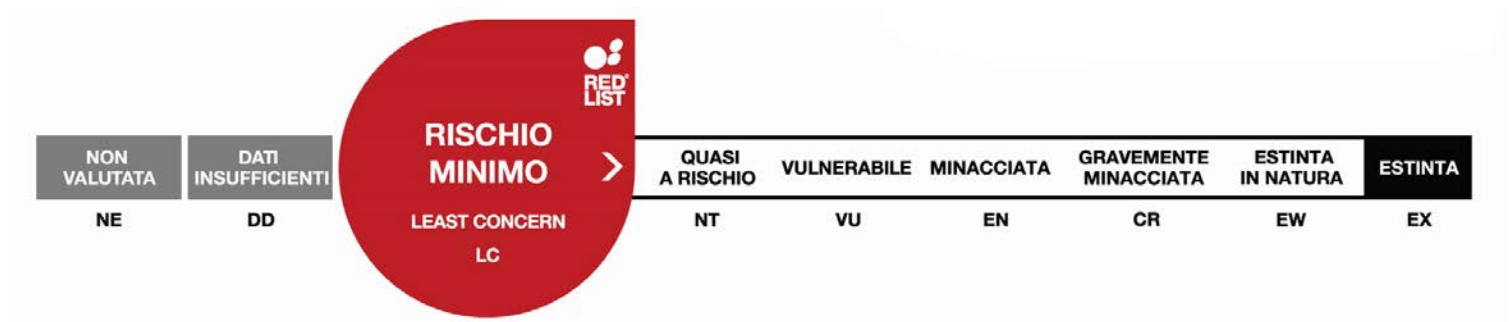 RED
LIST
NON
VALUTATA
NE
DATI
INSUFFICIENTI
DD
RISCHIO
MINIMO
LEAST CONCERN
LC
QUASI
A RISCHIO
NT
VULNERABILE
VU
MINACCIATA
EN
GRAVEMENTE
MINACCIATA
CR
ESTINTA
IN NATURA
EW
ESTINTA
EX